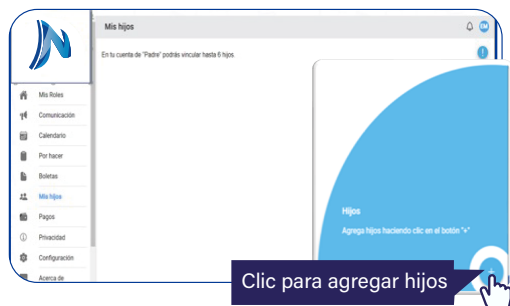 Mis hijos
EM
En tu cuenta de "Padre" podrás vincular hasta 6 hijos.
Mis Roles
Comunicación
Calendario
Por hacer
Boletas
Mis hijos
Pagos
Privacidad
Configuración
Acerca de
Hijos
Agrega hijos haciendo clic en el botón "+"
Clic para agregar hijos